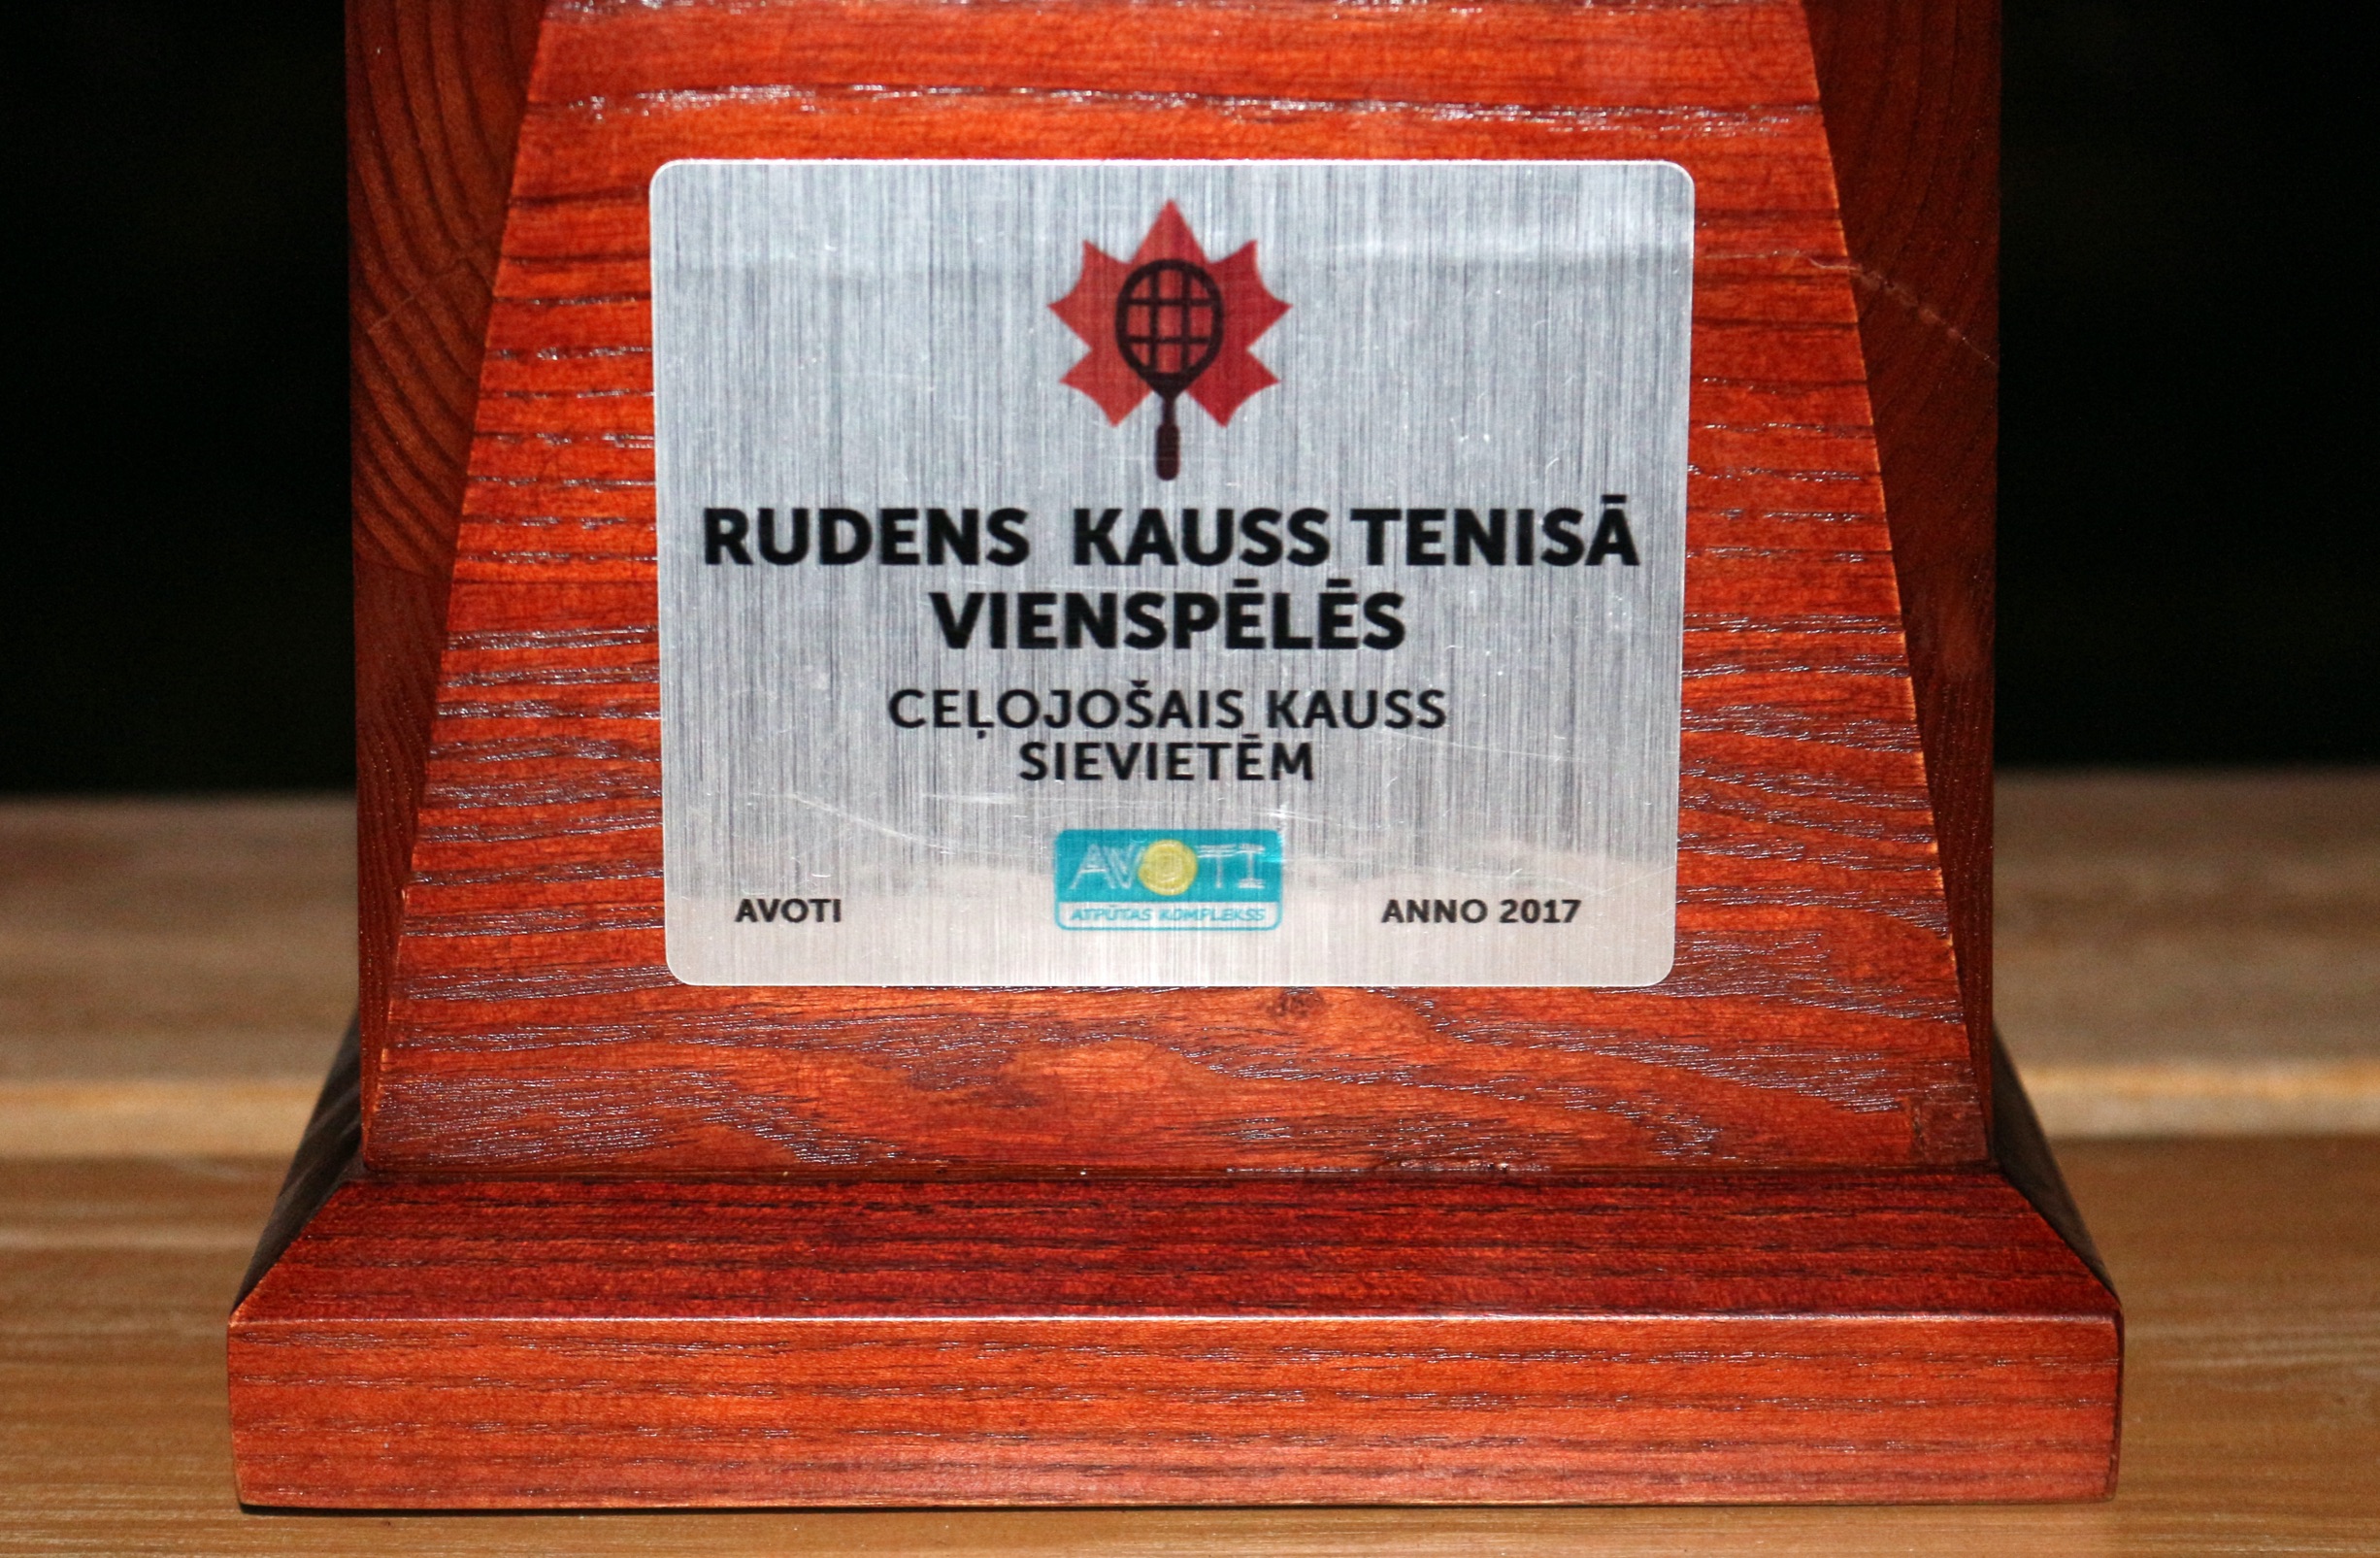 RUDENS KAUSS TENISĀ
VIENSPĒLĒS
CEĻOJOŠAIS KAUSS
SIEVIETĒM
AVOTI
ATPŪTAS KOMPLEKSS
AVOTI
ANNO 2017